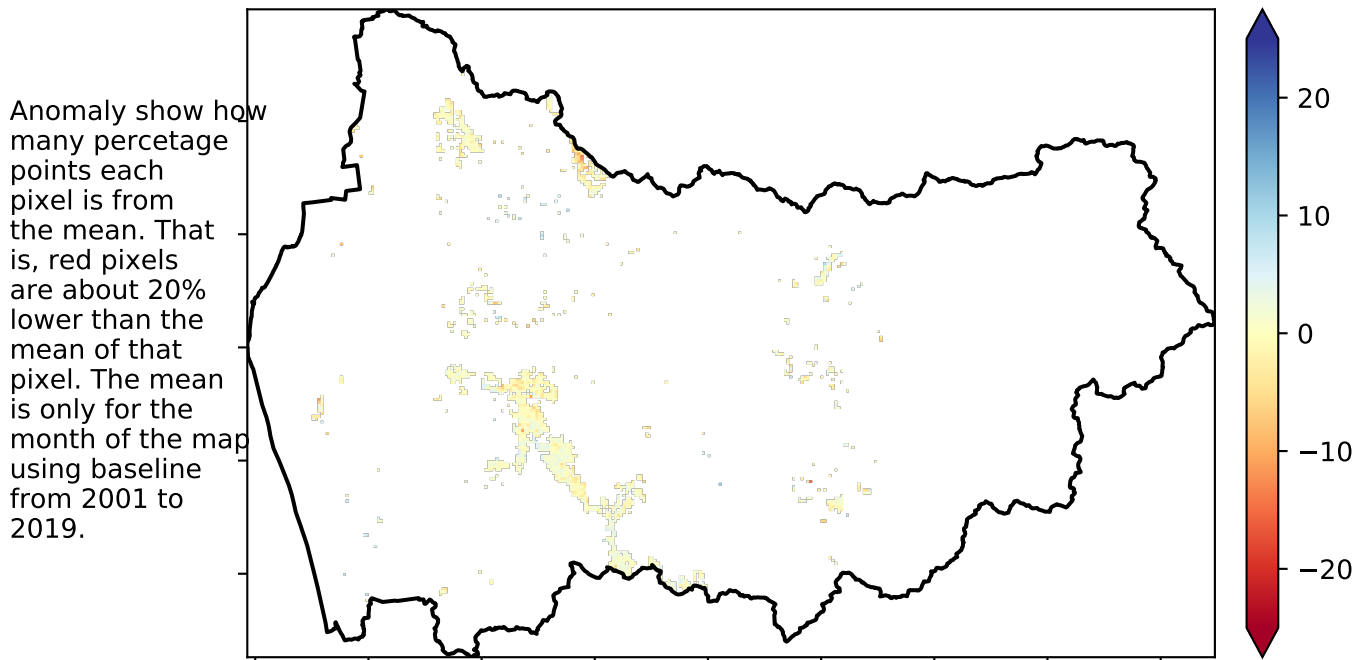 Anomaly show how
many percetage
points each
pixel is from
the mean. That
is, red pixels
are about 20%
lower than the
mean of that
pixel. The mean
is only for the
month of the map
using baseline
from 2001 to
2019.
20
10
0
−10
−20